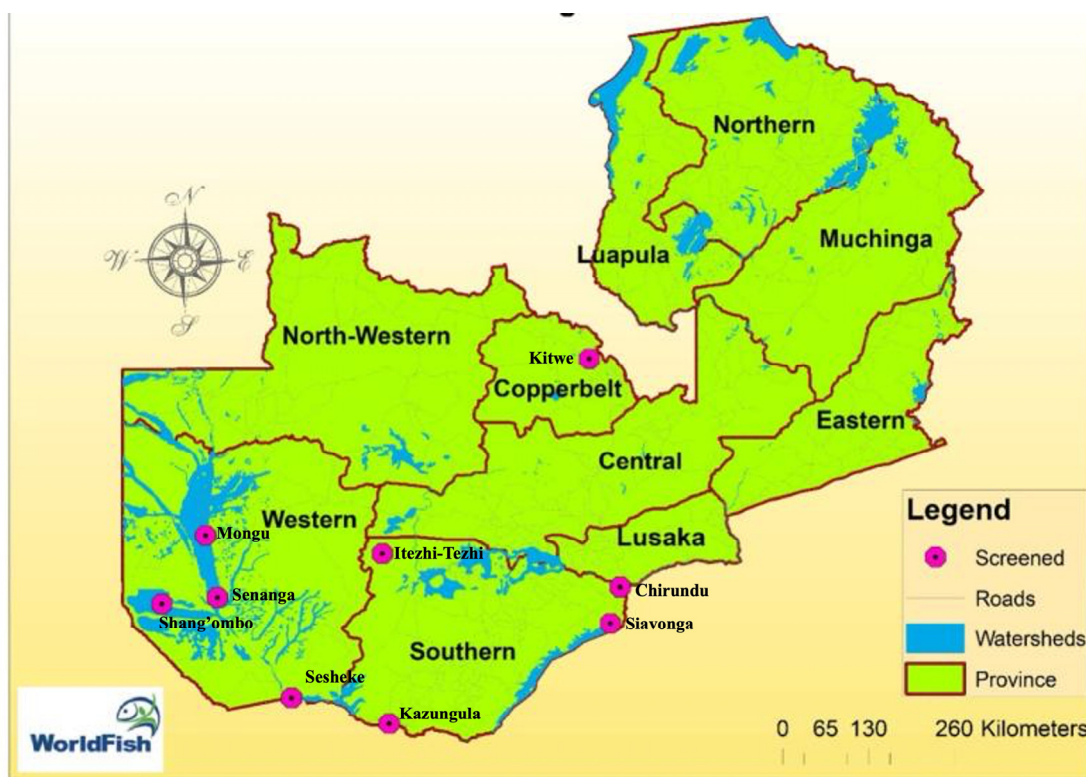 Northern
Muchinga
Luapula
N
W
E
S
North-Western
Kitwe
Copperbelt
Eastern
Central
Western
Mongu
Itezhi-Tezhi
Lusaka
Senanga
Shang'ombo
Chirundu
Siavonga
Southern
Sesheke
Kazungula
Legend
Screened
Roads
Watersheds
Province
WorldFish
0 65 130 260 Kilometers